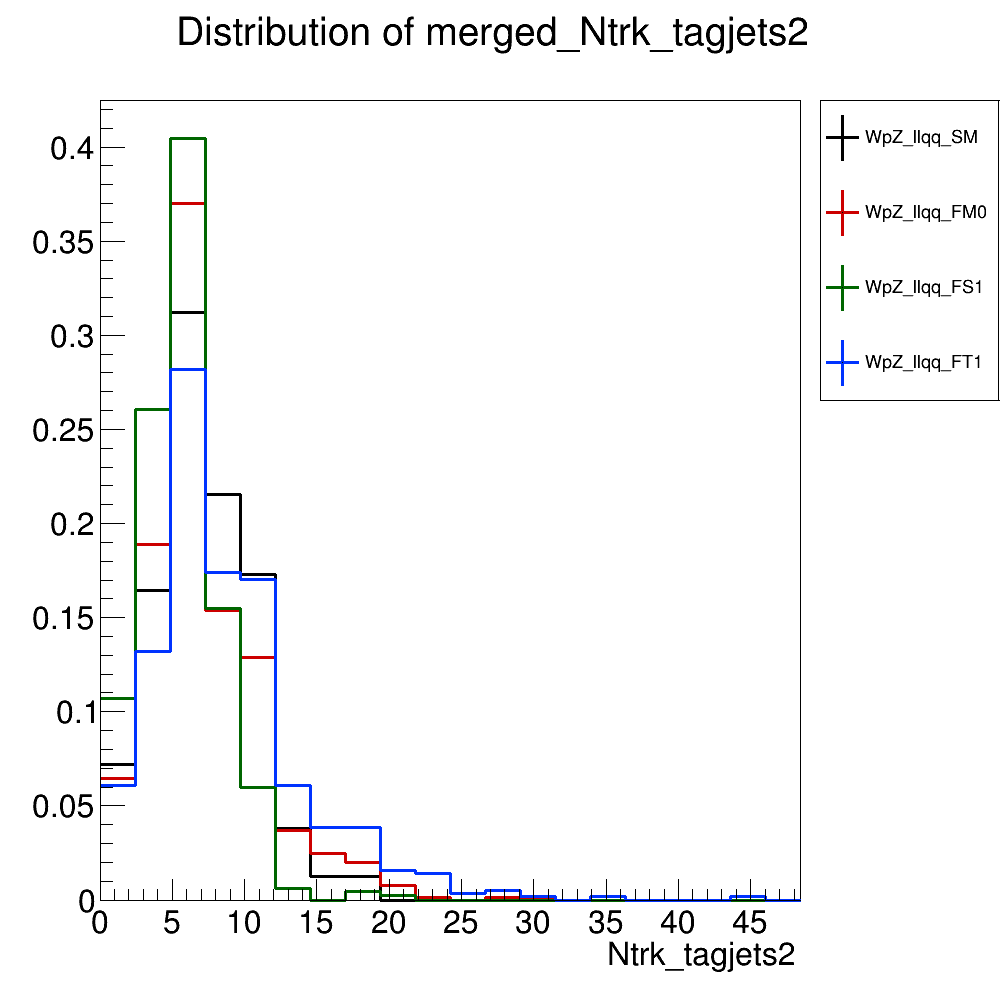 Distribution of merged_Ntrk_tagjets2
0.4
0.35
0.3
0.25
0.2
0.15
0.1
0.05
0
0 5 10 15 20 25 30 35 40 45
Ntrk_tagjets2
WpZ_llqq_SM
WpZ_llqq_FM0
WpZ_llqq_FS1
WpZ_llqq_FT1